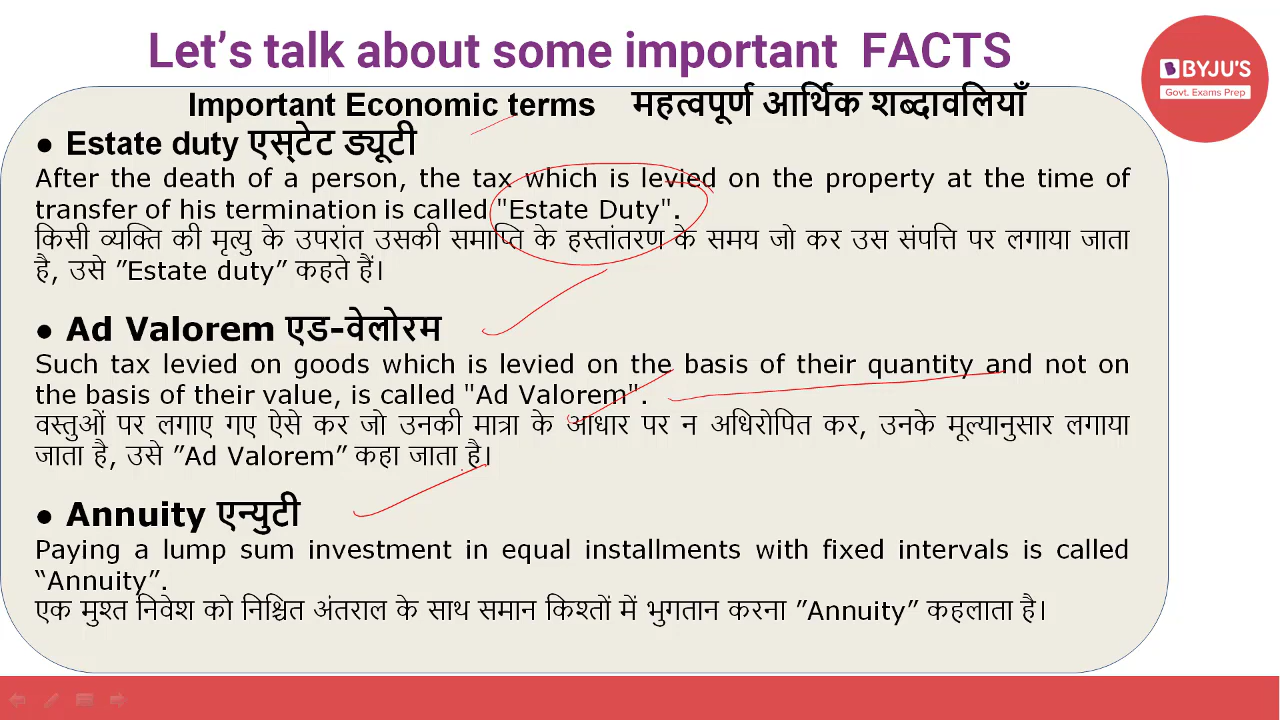 Let's talk about some important FACTS
BYJU'S
Govt. Exams Prep
Important Economic terms महत्वपूर्ण आर्थिक शब्दावलियाँ
● Estate duty एस्टेट ड्यूटी
After the death of a person, the tax which is levied on the property at the time of
transfer of his termination is called "Estate Duty".
किसी व्यक्ति की मृत्यु के उपरांत उसकी समाप्ति के हस्तांतरण के समय जो कर उस संपत्ति पर लगाया जाता
है, उसे ”Estate duty” कहते हैं।
● Ad Valorem एड-वेलोरम
Such tax levied on goods which is levied on the basis of their quantity and not on
the basis of their value, is called "Ad Valorem".
वस्तुओं पर लगाए गए ऐसे कर जो उनकी मात्रा के आधार पर न अधिरोपित कर, उनके मूल्यानुसार लगाया
जाता है, उसे ”Ad Valorem” कहा जाता है।
● Annuity एन्युटी
Paying a lump sum investment in equal installments with fixed intervals is called
“Annuity”.
एक मुश्त निवेश को निश्चित अंतराल के साथ समान किश्तों में भुगतान करना ”Annuity” कहलाता है।